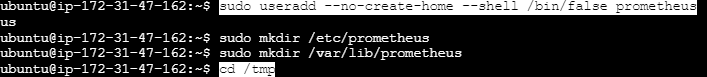 ubuntu@ip-172-31-47-162:~$ sudo useradd --no-create-home --shell /bin/false prometheus
us
ubuntu@ip-172-31-47-162:~$ sudo mkdir /etc/prometheus
ubuntu@ip-172-31-47-162:~$ sudo mkdir /var/lib/prometheus
ubuntu@ip-172-31-47-162:~$ cd /tmp